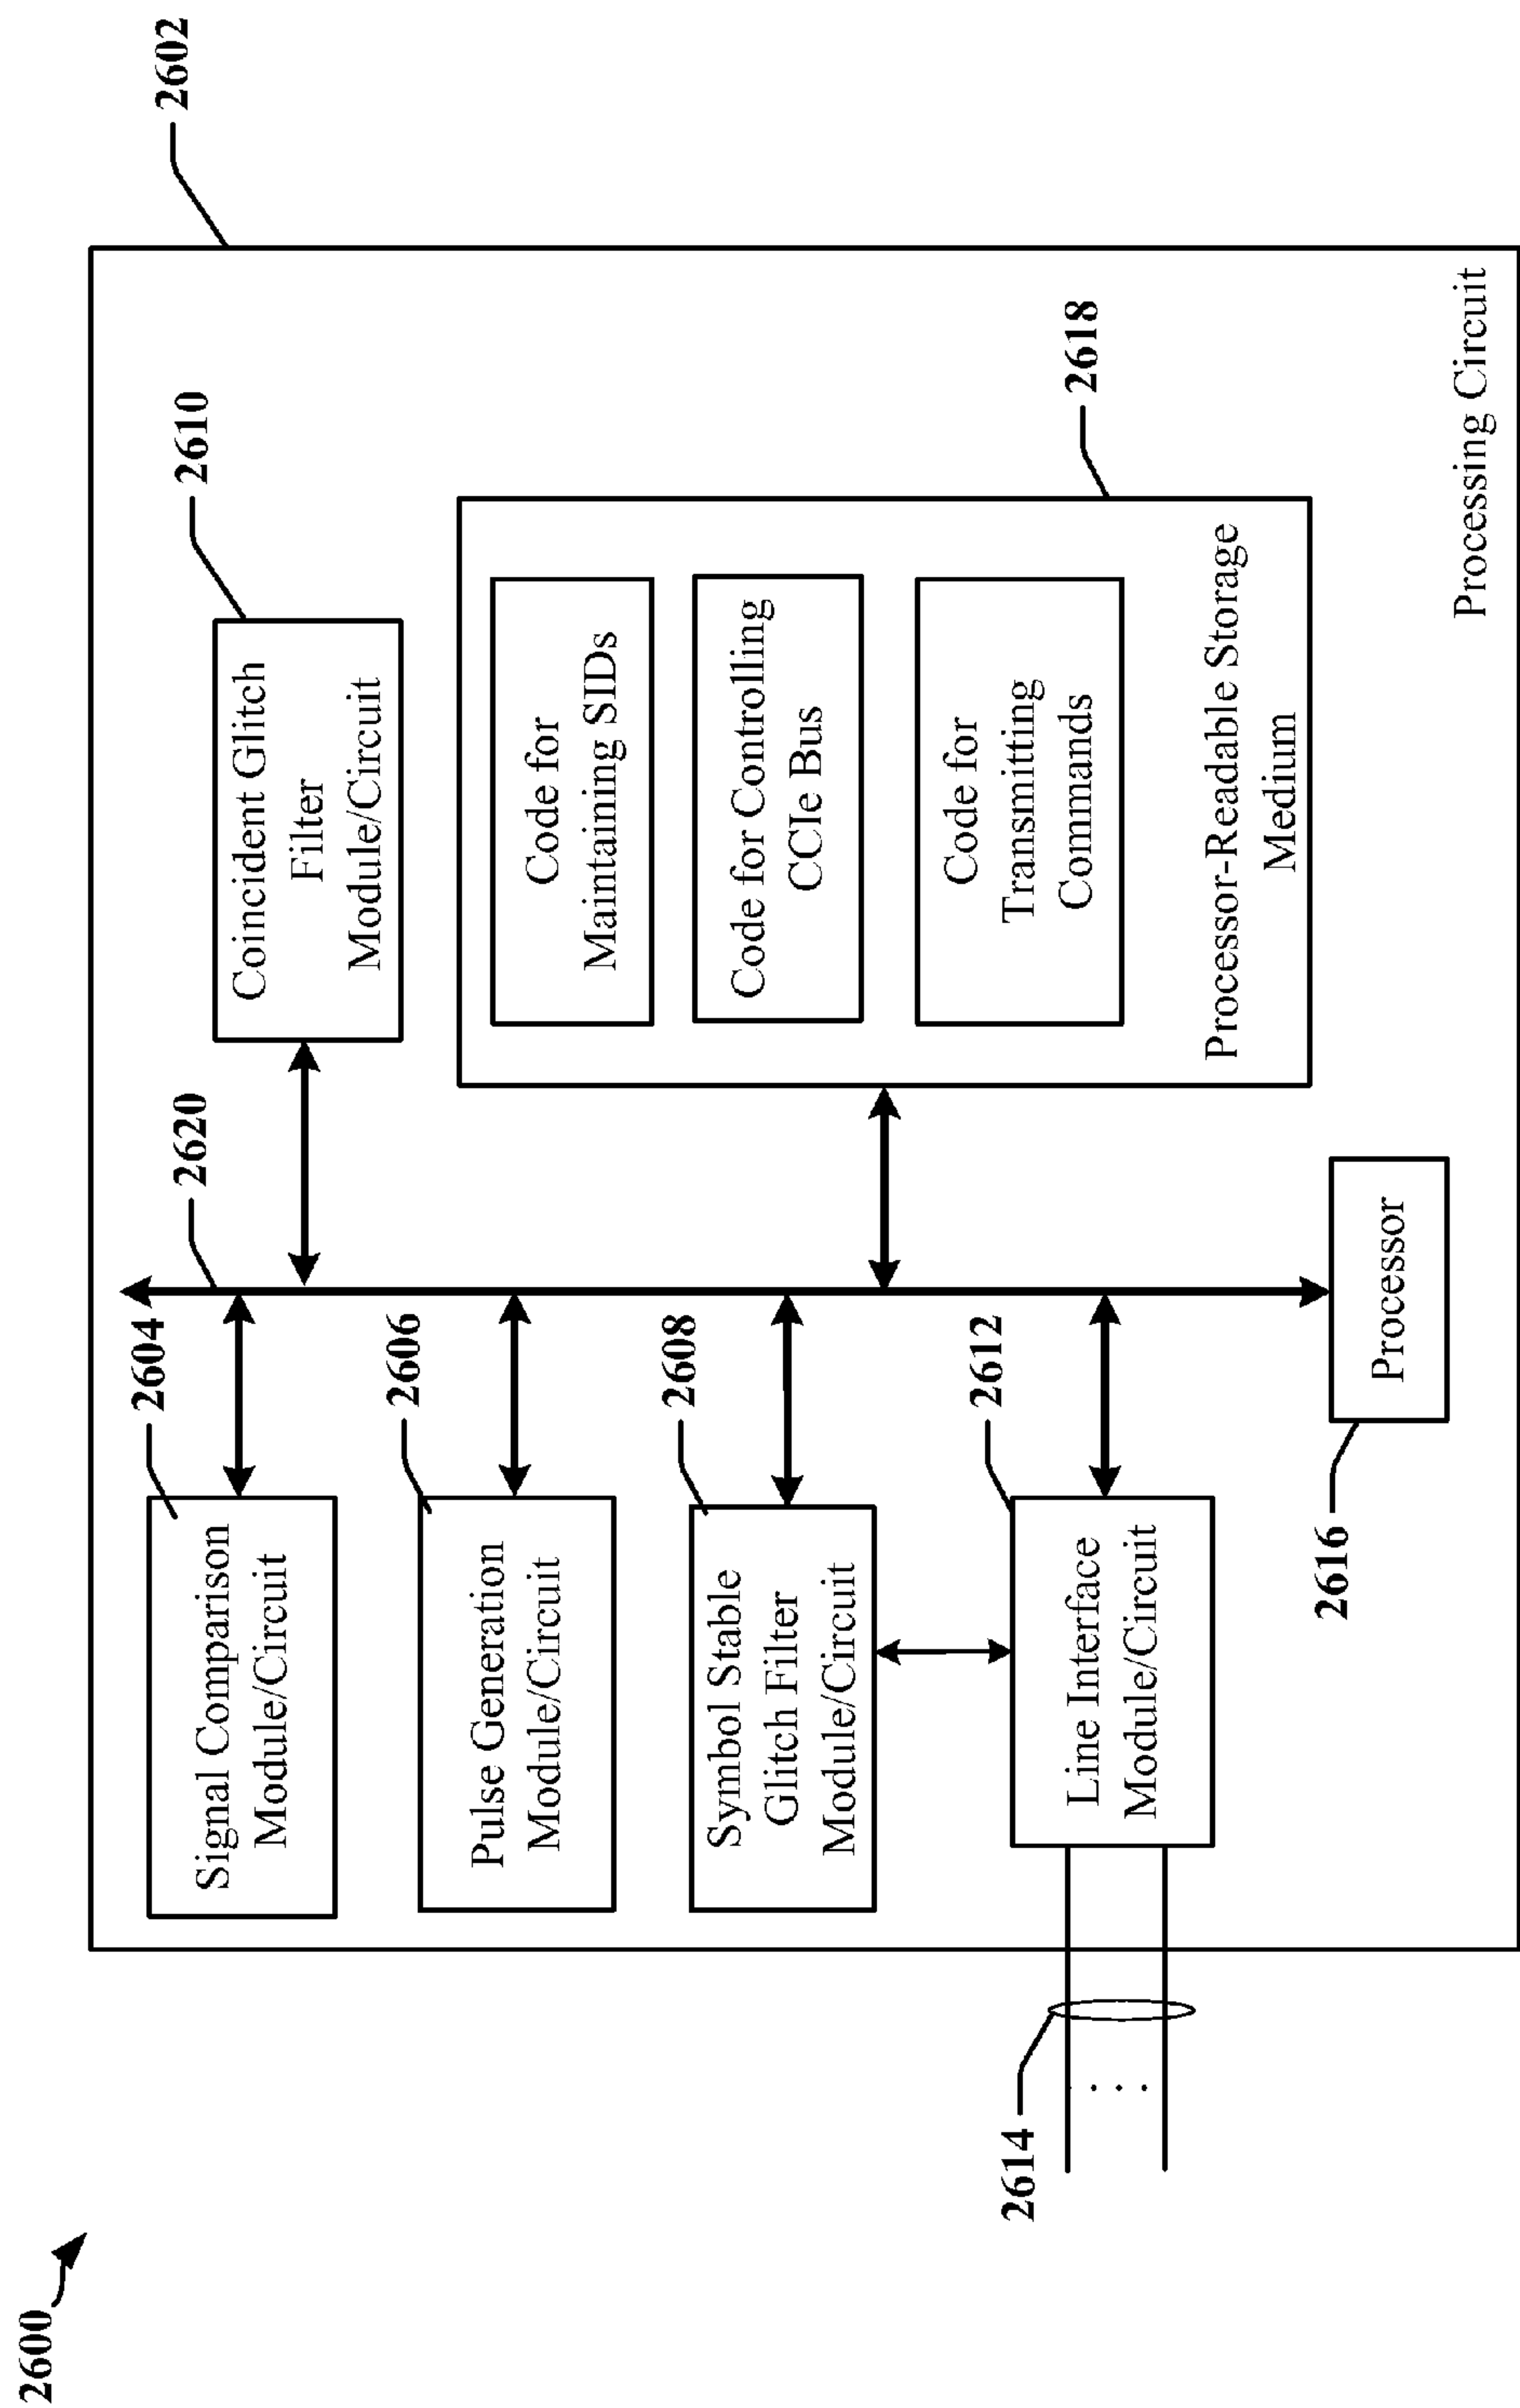 2600
2602
2604
Signal Comparison
Module/Circuit
2620
2610
Coincident Glitch
Filter
Module/Circuit
2606
Pulse Generation
Module/Circuit
2608
Symbol Stable
Glitch Filter
Module/Circuit
2612
Line Interface
Module/Circuit
2614
2618
Code for
Maintaining SIDs
Code for Controlling
CCIe Bus
Code for
Transmitting
Commands
Processor-Readable Storage
Medium
2616
Processor
Processing Circuit